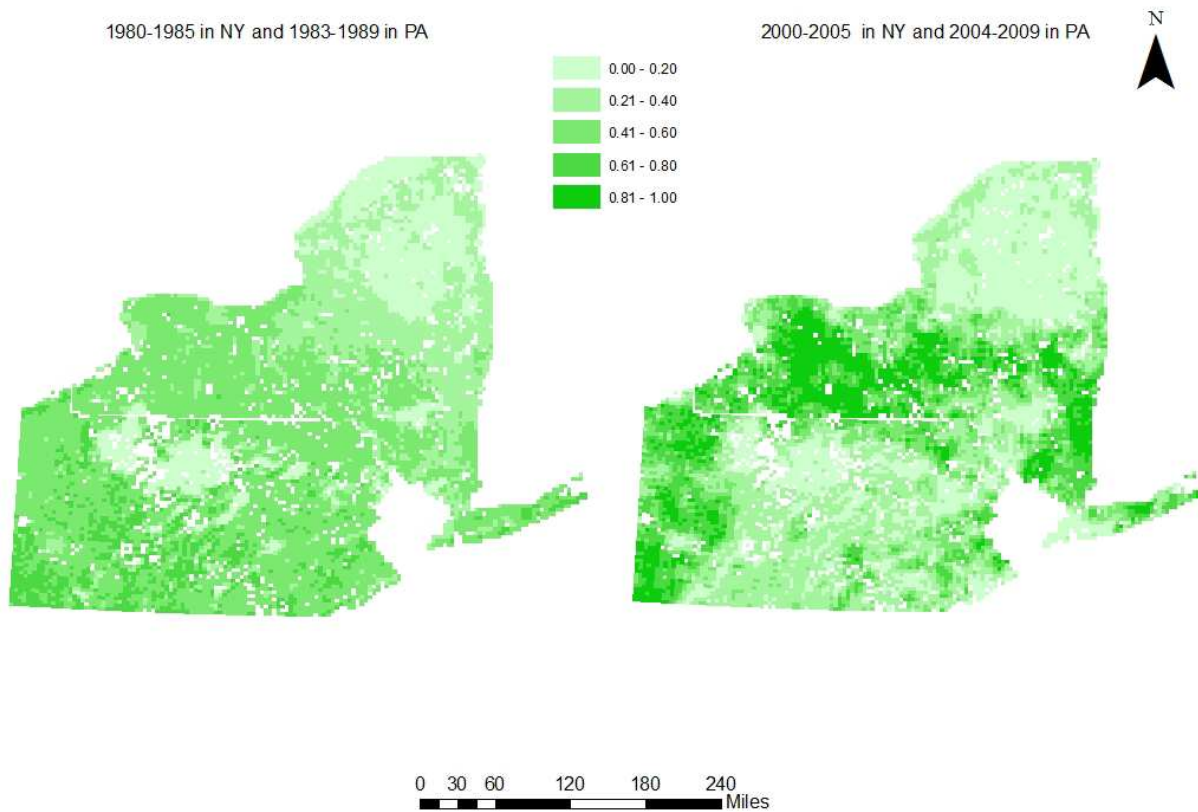 1980-1985 in NY and 1983-1989 in PA
2000-2005 in NY and 2004-2009 in PA
N
0.00 - 0.20
0.21 - 0.40
0.41 - 0.60
0.61 - 0.80
0.81 - 1.00
0 30 60 120 180 240
Miles